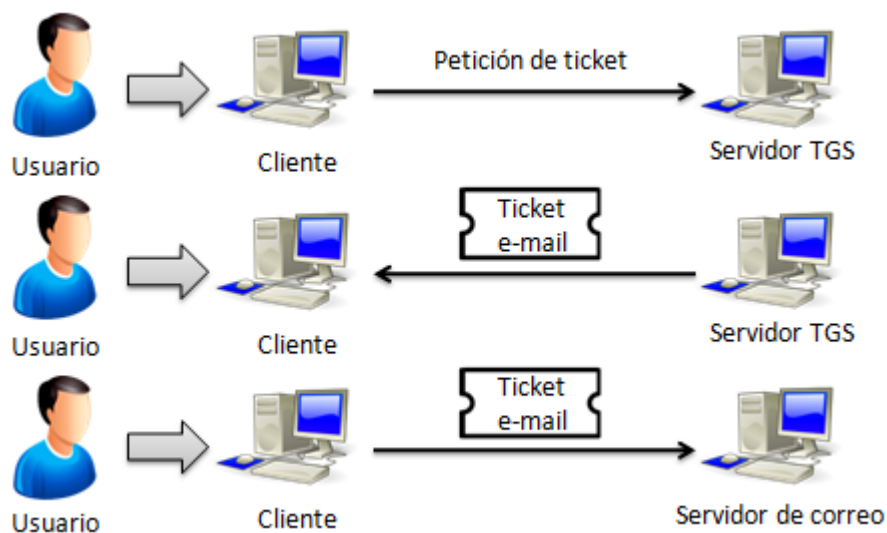 Petición de ticket
Usuario
Cliente
Servidor TGS
Ticket
e-mail
Usuario
Cliente
Servidor TGS
Ticket
e-mail
Usuario
Cliente
Servidor de correo